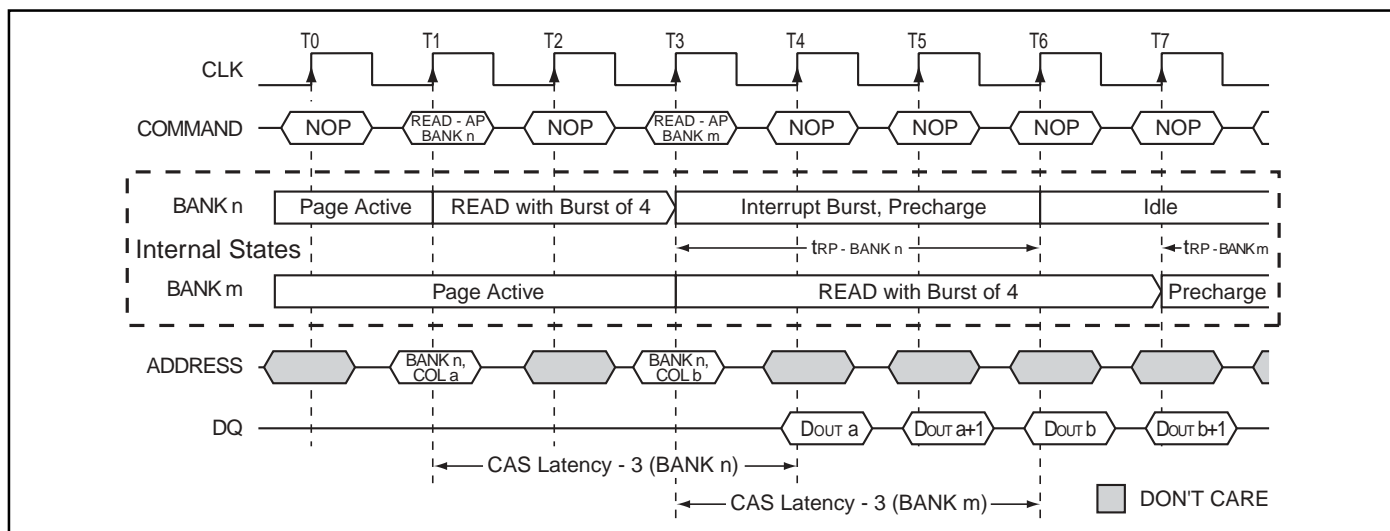 T0 T1 T2 T3 T4 T5 T6 T7
CLK
COMMAND NOP READ - AP BANK n NOP READ - AP BANK m NOP NOP NOP NOP
BANK n Page Active READ with Burst of 4 Interrupt Burst, Precharge Idle
Internal States tRP - BANK n tRP - BANK m
BANK m Page Active READ with Burst of 4 Precharge
ADDRESS BANK n, COL a BANK n, COL b
DQ DOUT a DOUT a+1 DOUT b DOUT b+1
CAS Latency - 3 (BANK n)
CAS Latency - 3 (BANK m)
DON'T CARE